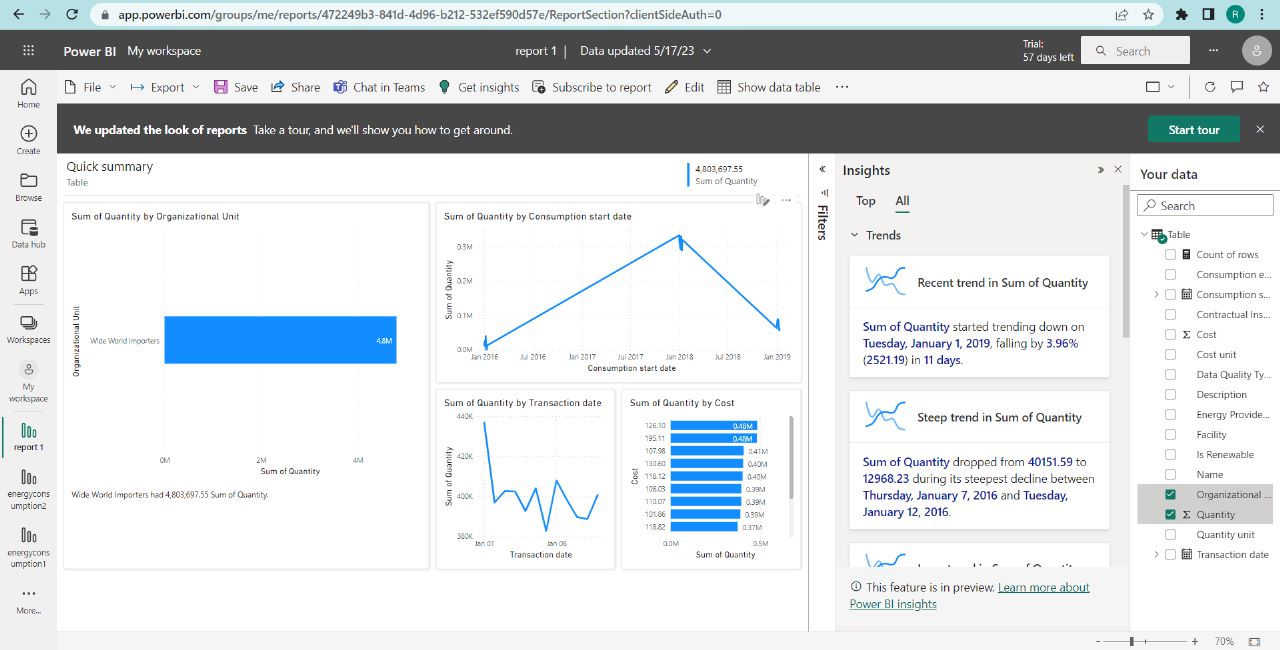 app.powerbi.com/groups/me/reports/472249b3-841d-4d96-b212-532ef590d57e/ReportSection?clientSideAuth=0
R
Power BI My workspace
report 1 | Data updated 5/17/23
Trial:
57 days left
Search
File
Export
Save
Share
Chat in Teams
Get insights
Subscribe to report
Edit
Show data table
We updated the look of reports Take a tour, and we'll show you how to get around.
Start tour
Home
Create
Browse
Data hub
Apps
Workspaces
My
workspace
report 1
energycons
umption2
energycons
umption1
More...
Quick summary
Table
4,803,697.55
Sum of Quantity
Sum of Quantity by Organizational Unit
Organizational Unit
Wide World Importers
4.8M
0M 2M 4M
Sum of Quantity
Wide World Importers had 4,803,697.55 Sum of Quantity.
Sum of Quantity by Consumption start date
Sum of Quantity
0.3M
0.2M
0.1M
0.0M
Jan 2016 Jul 2016 Jan 2017 Jul 2017 Jan 2018 Jul 2018 Jan 2019
Consumption start date
Sum of Quantity by Transaction date
Sum of Quantity
440K
420K
400K
380K
Jan 01 Jan 08
Transaction date
Sum of Quantity by Cost
Cost
126.10 0.48M
195.11 0.48M
107.98 0.41M
130.60 0.40M
118.12 0.40M
108.03 0.39M
110.07 0.39M
101.86 0.39M
118.82 0.37M
0.0M 0.5M
Sum of Quantity
Filters
Insights
Top All
Trends
Recent trend in Sum of Quantity
Sum of Quantity started trending down on
Tuesday, January 1, 2019, falling by 3.96%
(2521.19) in 11 days.
Steep trend in Sum of Quantity
Sum of Quantity dropped from 40151.59 to
12968.23 during its steepest decline between
Thursday, January 7, 2016 and Tuesday,
January 12, 2016.
This feature is in preview. Learn more about
Power BI insights
Your data
Search
Table
Count of rows
Consumption e...
Consumption s...
Contractual Ins...
Σ Cost
Cost unit
Data Quality Ty...
Description
Energy Provide...
Facility
Is Renewable
Name
Organizational ...
Σ Quantity
Quantity unit
Transaction date
- + 70%